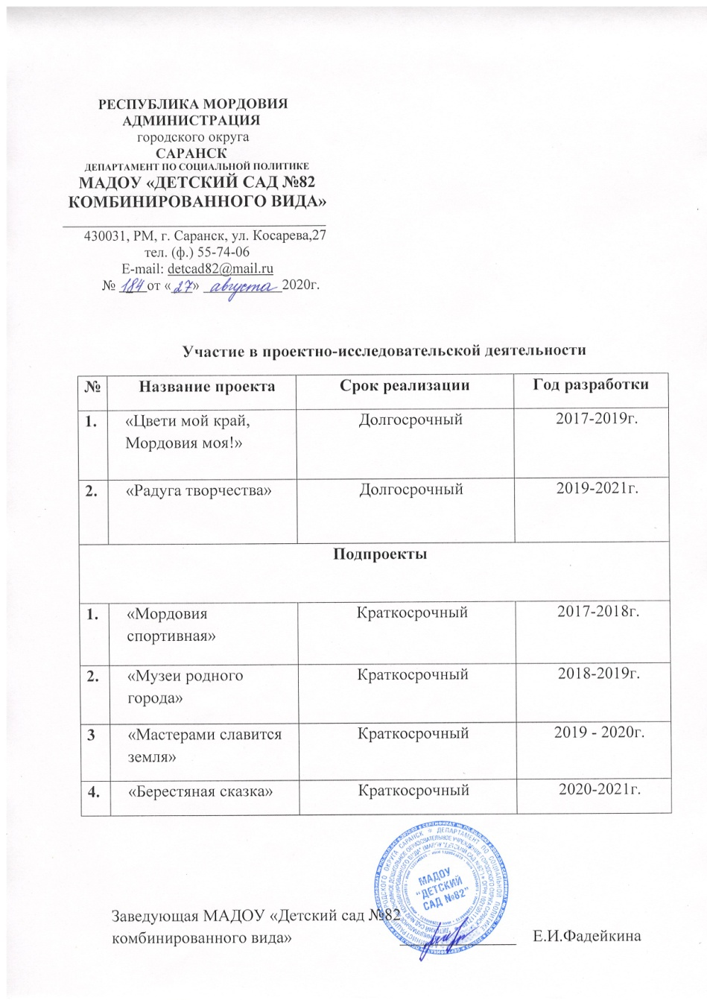 РЕСПУБЛИКА МОРДОВИЯ
АДМИНИСТРАЦИЯ
городского округа
САРАНСК
ДЕПАРТАМЕНТ ПО СОЦИАЛЬНОЙ ПОЛИТИКЕ
МАДОУ «ДЕТСКИЙ САД №82
КОМБИНИРОВАННОГО ВИДА»
430031, РМ, г. Саранск, ул. Косарева,27
тел. (ф.) 55-74-06
E-mail: detcad82@mail.ru
№ 184 от «27» августа 2020г.
Участие в проектно-исследовательской деятельности
№ Название проекта Срок реализации Год разработки
1. «Цвети мой край, Долгосрочный 2017-2019г.
Мордовия моя!»
2. «Радуга творчества» Долгосрочный 2019-2021г.
Подпроекты
1. «Мордовия Краткосрочный 2017-2018г.
спортивная»
2. «Музеи родного Краткосрочный 2018-2019г.
города»
3 «Мастерами славится Краткосрочный 2019 - 2020г.
земля»
4. «Берестяная сказка» Краткосрочный 2020-2021г.
МАДОУ
"ДЕТСКИЙ
САД №82"
Заведующая МАДОУ «Детский сад №82
комбинированного вида» Е.И.Фадейкина